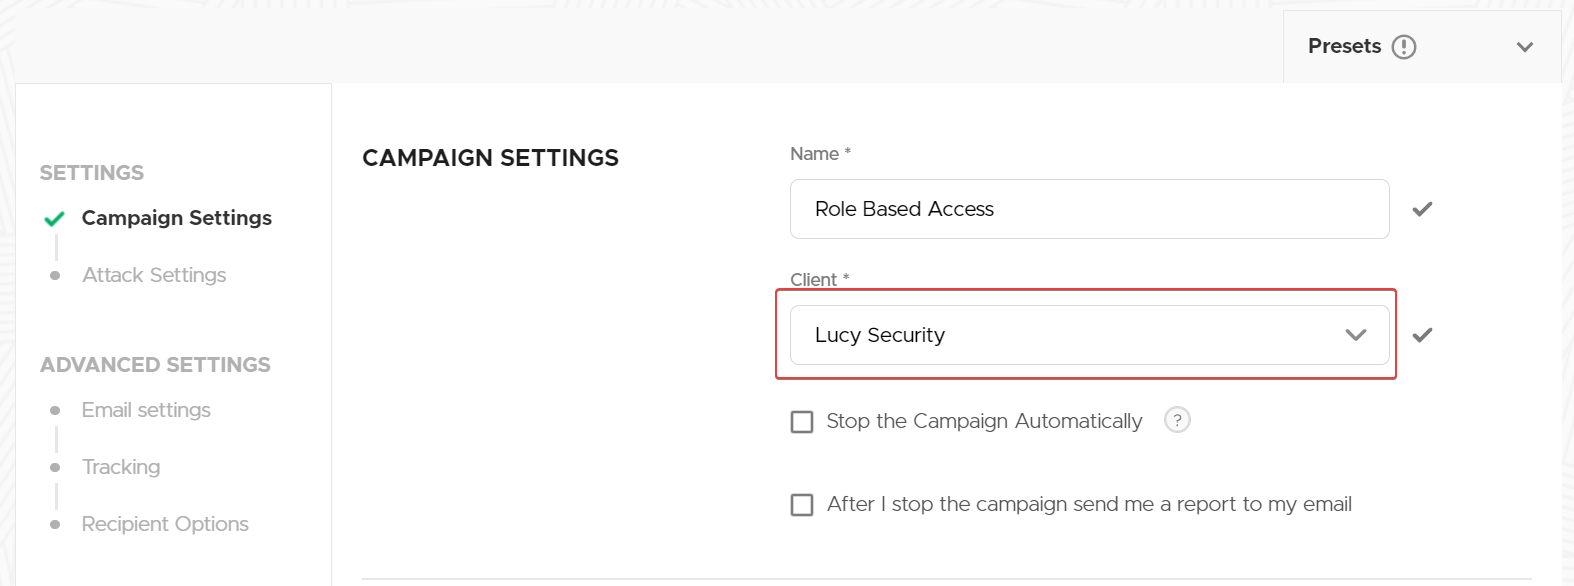 Presets
SETTINGS
Campaign Settings
Attack Settings
ADVANCED SETTINGS
Email settings
Tracking
Recipient Options
CAMPAIGN SETTINGS
Name *
Role Based Access
Client *
Lucy Security
Stop the Campaign Automatically ?
After I stop the campaign send me a report to my email